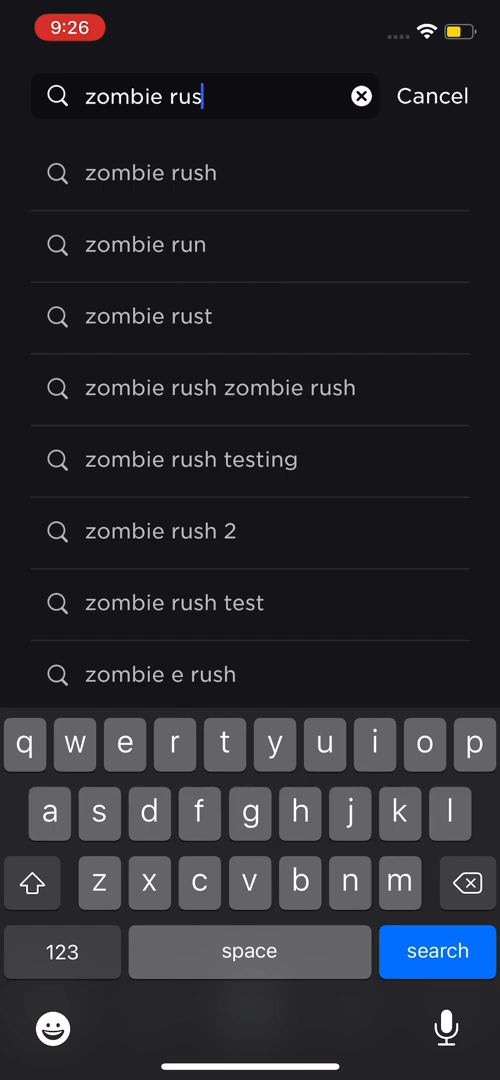 9:26
zombie rus
Cancel
zombie rush
zombie run
zombie rust
zombie rush zombie rush
zombie rush testing
zombie rush 2
zombie rush test
zombie e rush
q w e r t y u i o p
a s d f g h j k l
z x c v b n m
123 space search